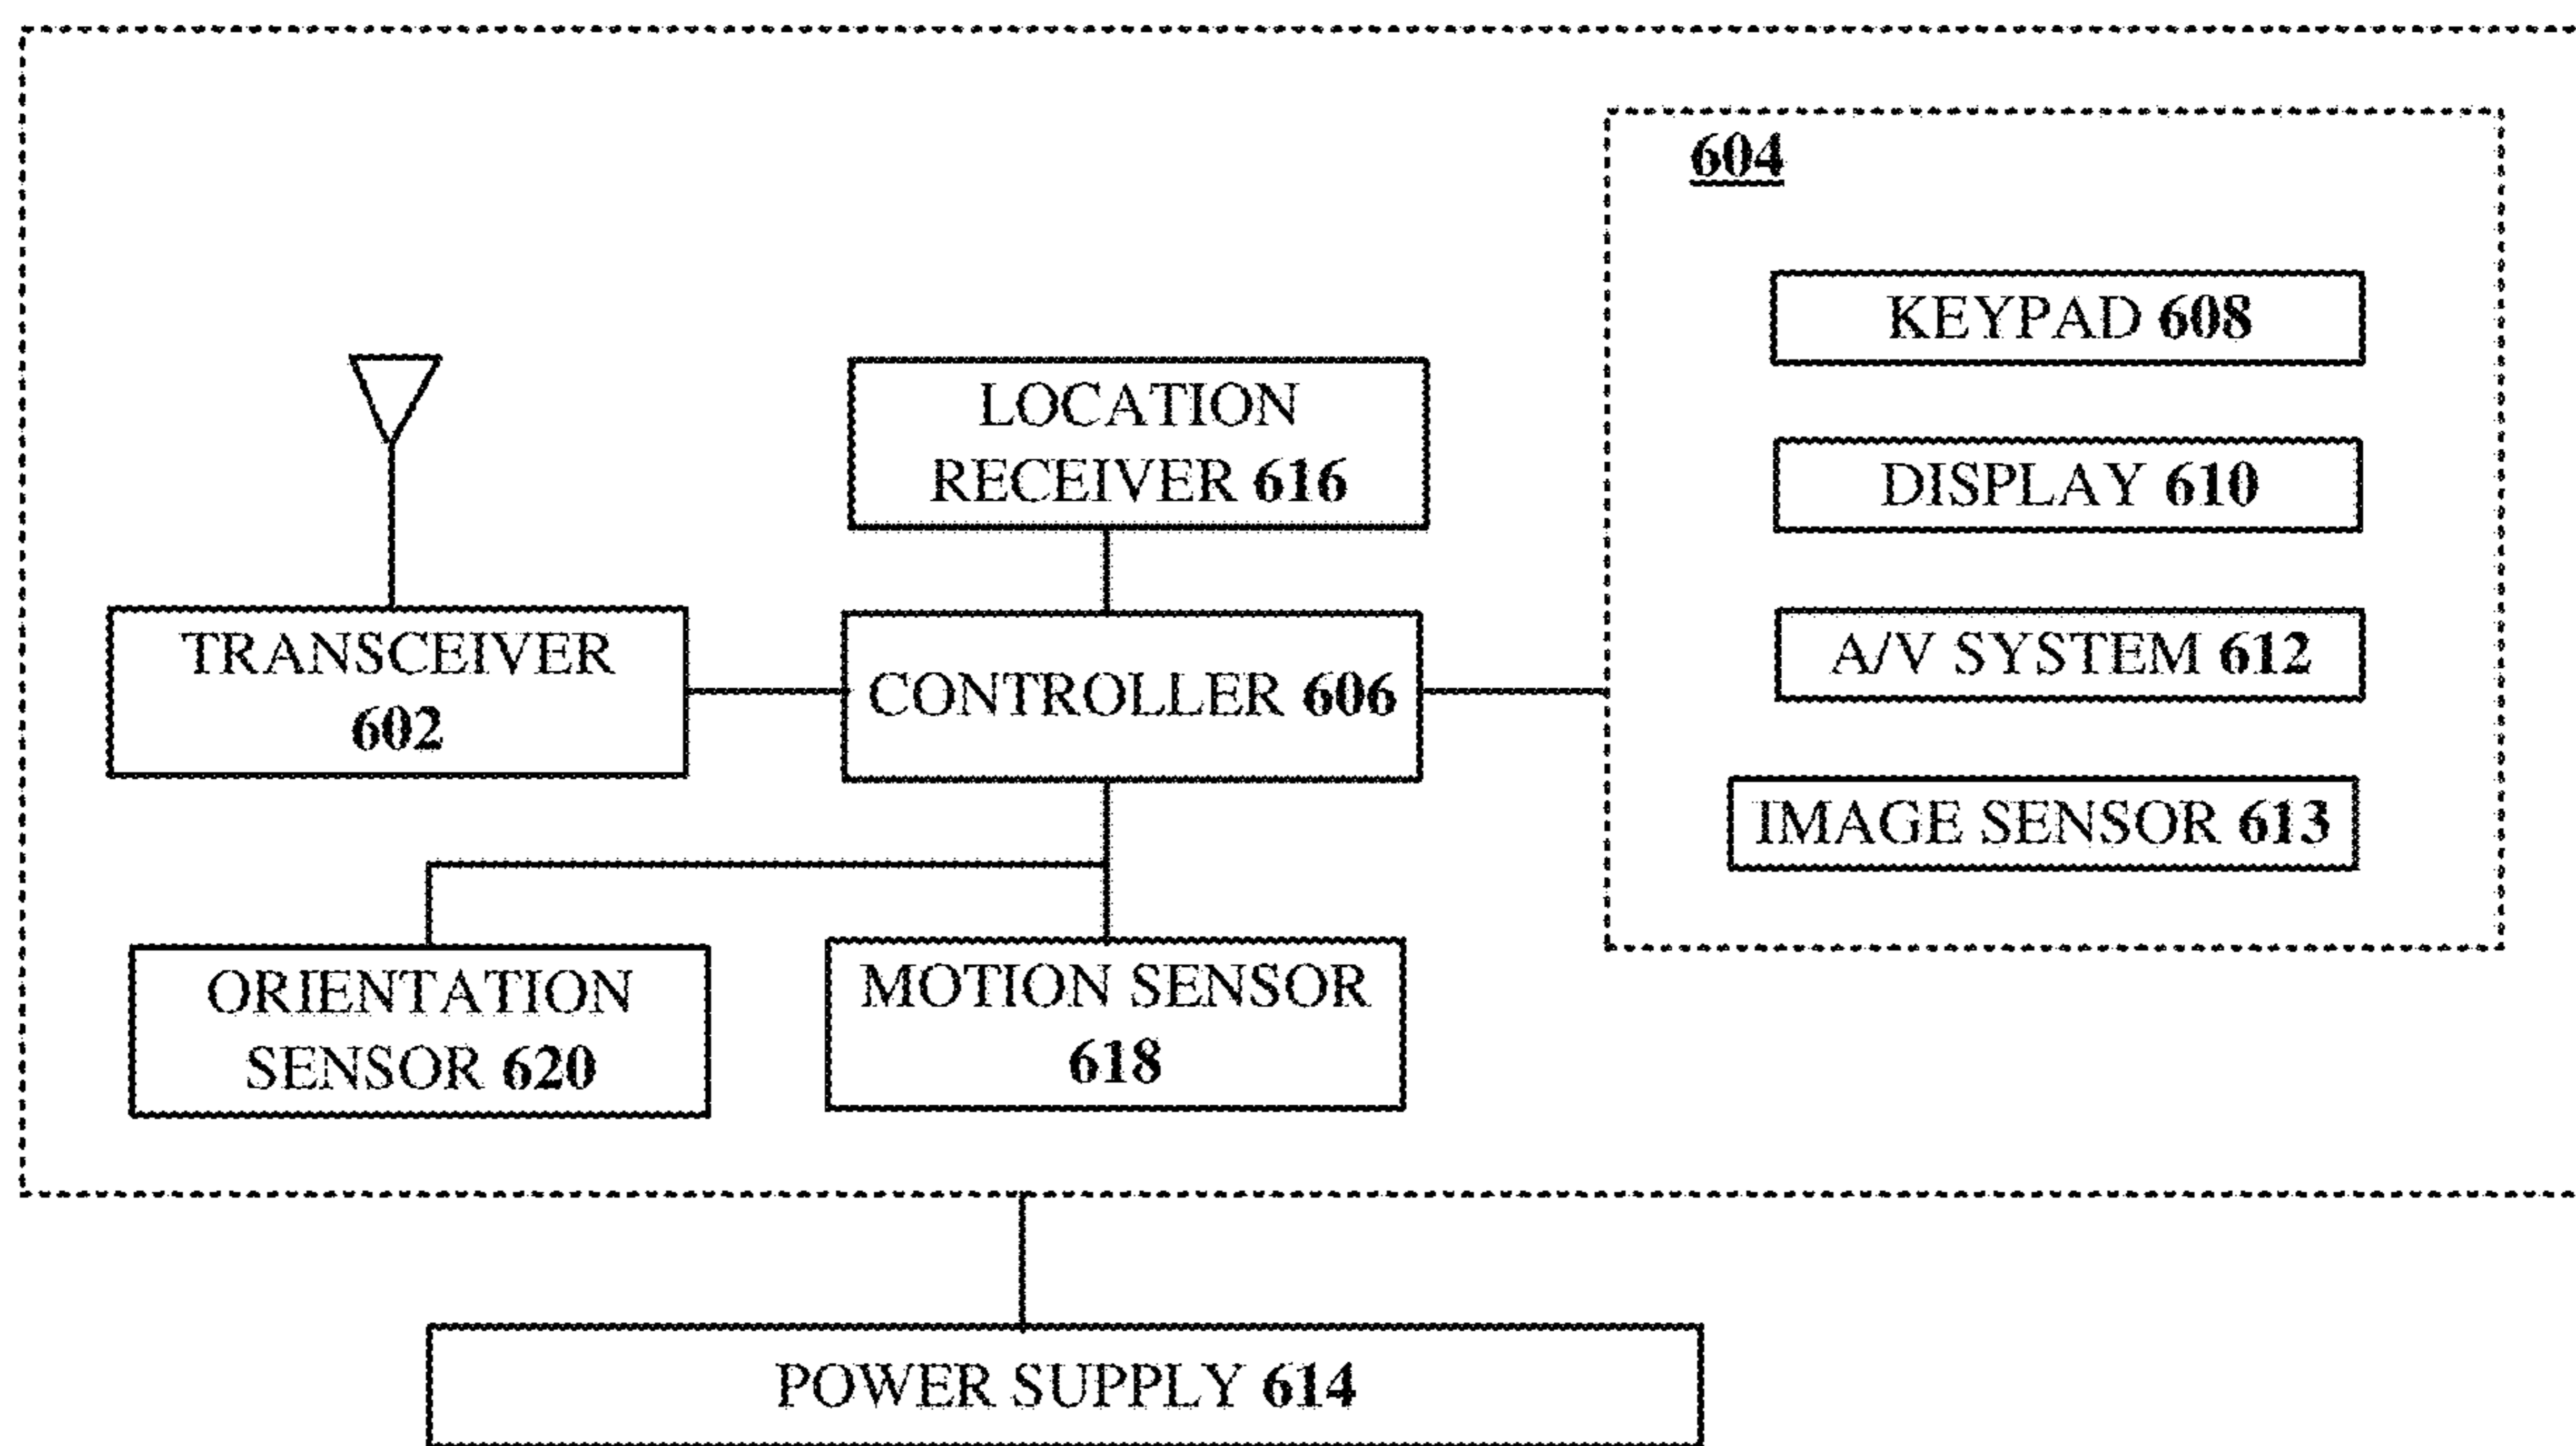 604
KEYPAD 608
DISPLAY 610
A/V SYSTEM 612
IMAGE SENSOR 613
LOCATION
RECEIVER 616
TRANSCEIVER
602
CONTROLLER 606
ORIENTATION
SENSOR 620
MOTION SENSOR
618
POWER SUPPLY 614